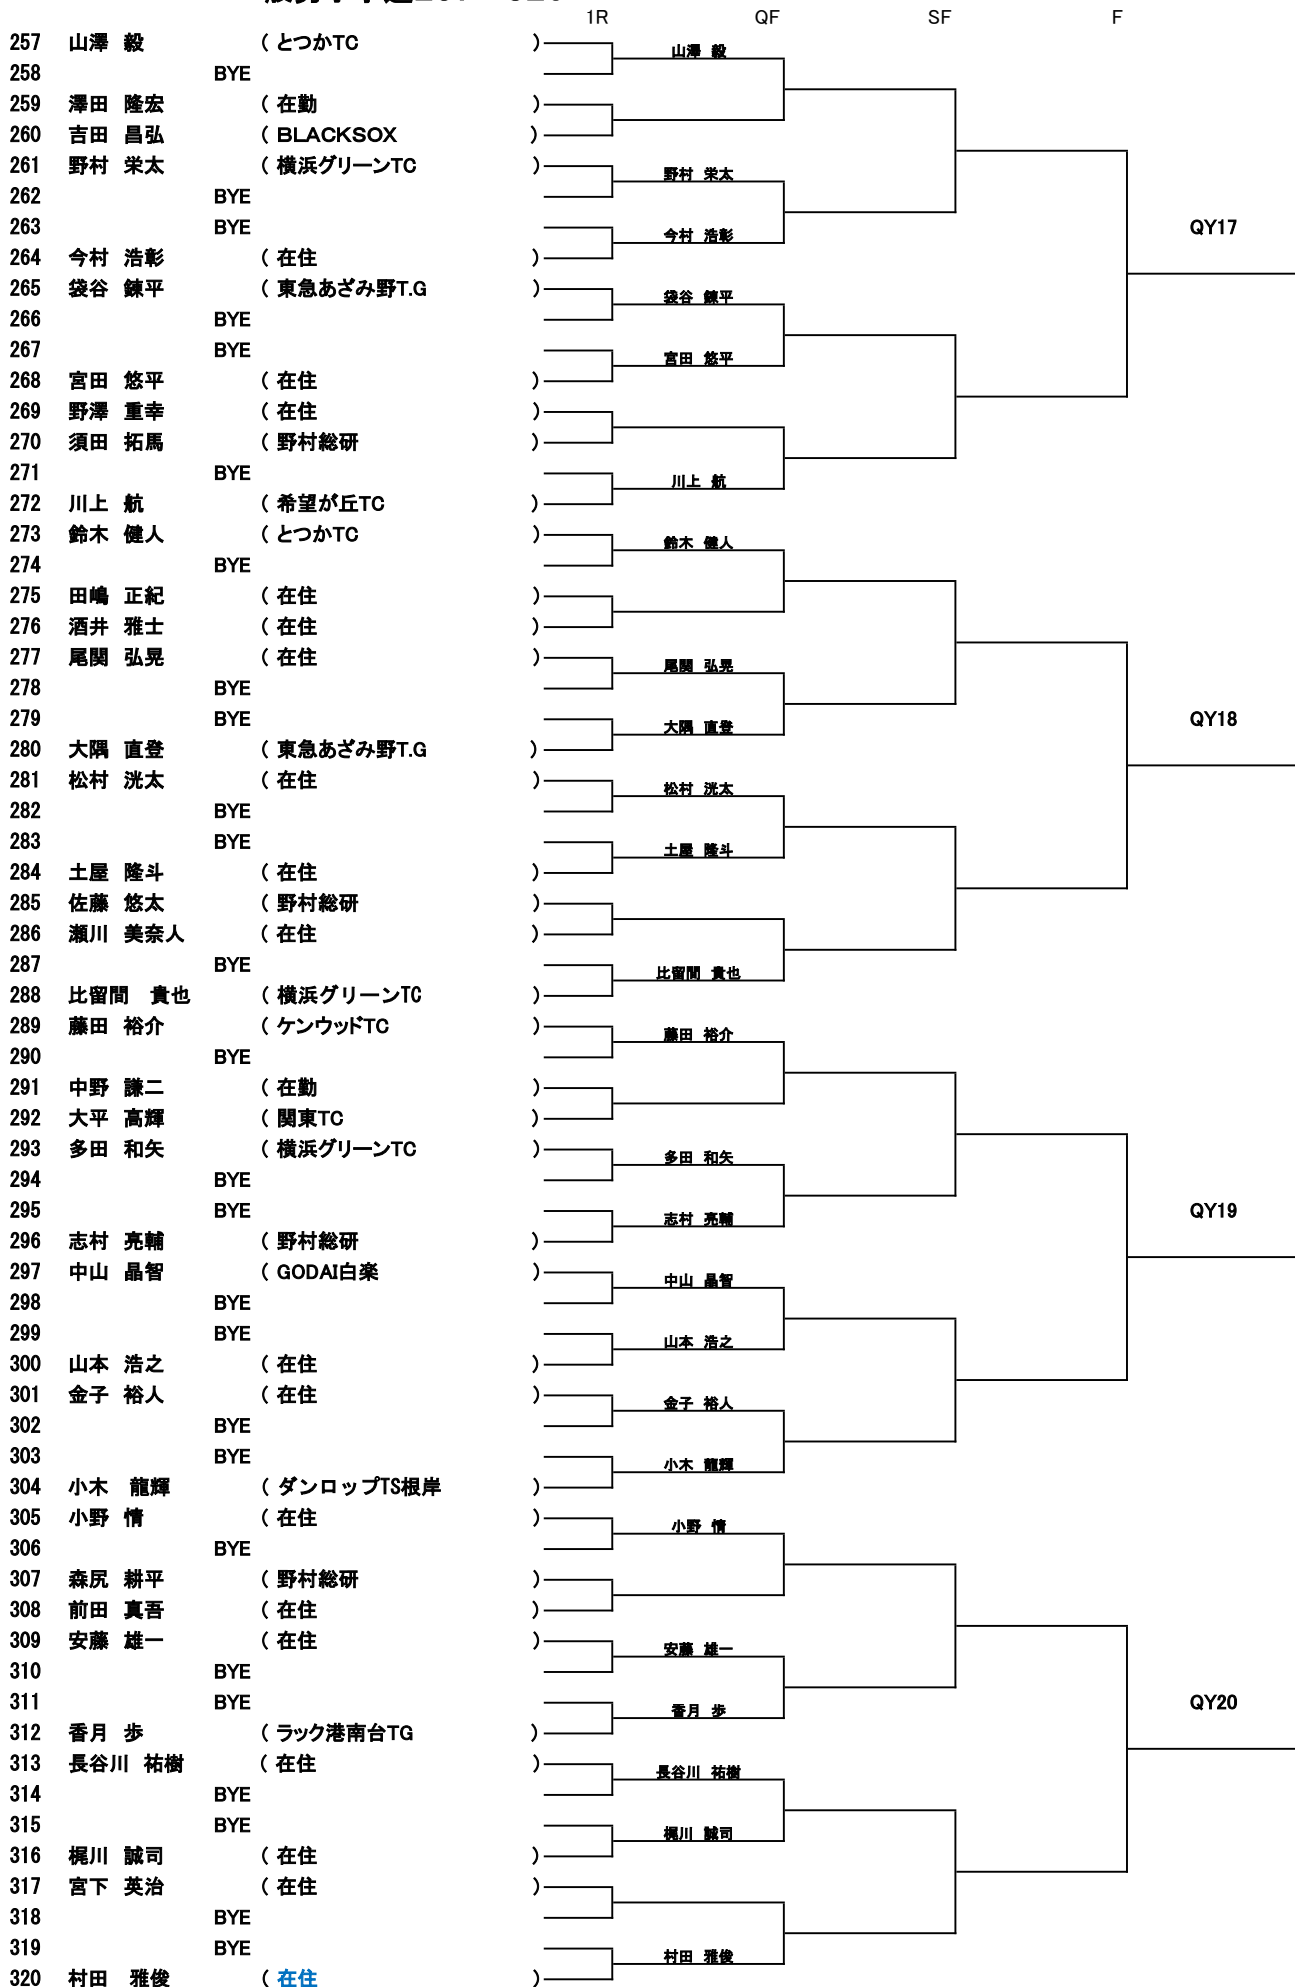 1R QF SF F
257 山澤 毅 ( とつかTC ) 山澤 毅
258 BYE
259 澤田 隆宏 ( 在勤 )
260 吉田 昌弘 ( BLACKSOX )
261 野村 栄太 ( 横浜グリーンTC ) 野村 栄太
262 BYE
263 BYE QY17
264 今村 浩彰 ( 在住 ) 今村 浩彰
265 袋谷 錬平 ( 東急あざみ野T.G ) 袋谷 錬平
266 BYE
267 BYE
268 宮田 悠平 ( 在住 ) 宮田 悠平
269 野澤 重幸 ( 在住 )
270 須田 拓馬 ( 野村総研 )
271 BYE
272 川上 航 ( 希望が丘TC ) 川上 航
273 鈴木 健人 ( とつかTC ) 鈴木 健人
274 BYE
275 田嶋 正紀 ( 在住 )
276 酒井 雅士 ( 在住 )
277 尾関 弘晃 ( 在住 ) 尾関 弘晃
278 BYE
279 BYE QY18
280 大隅 直登 ( 東急あざみ野T.G ) 大隅 直登
281 松村 洸太 ( 在住 ) 松村 洸太
282 BYE
283 BYE
284 土屋 隆斗 ( 在住 ) 土屋 隆斗
285 佐藤 悠太 ( 野村総研 )
286 瀬川 美奈人 ( 在住 )
287 BYE
288 比留間 貴也 ( 横浜グリーンTC ) 比留間 貴也
289 藤田 裕介 ( ケンウッドTC ) 藤田 裕介
290 BYE
291 中野 謙二 ( 在勤 )
292 大平 高輝 ( 関東TC )
293 多田 和矢 ( 横浜グリーンTC ) 多田 和矢
294 BYE
295 BYE QY19
296 志村 亮輔 ( 野村総研 ) 志村 亮輔
297 中山 晶智 ( GODAI白楽 中山 晶智
298 BYE
299 BYE
300 山本 浩之 ( 在住 ) 山本 浩之
301 金子 裕人 ( 在住 ) 金子 裕人
302 BYE
303 BYE
304 小木 龍輝 ( ダンロップTS根岸 ) 小木 龍輝
305 小野 情 ( 在住 ) 小野 情
306 BYE
307 森尻 耕平 ( 野村総研 )
308 前田 真吾 ( 在住 )
309 安藤 雄一 ( 在住 ) 安藤 雄一
310 BYE
311 BYE QY20
312 香月 歩 ( ラック港南台TG ) 香月 歩
313 長谷川 祐樹 ( 在住 ) 長谷川 祐樹
314 BYE
315 BYE
316 梶川 誠司 ( 在住 ) 梶川 誠司
317 宮下 英治 ( 在住 )
318 BYE
319 BYE
320 村田 雅俊 ( 在住 ) 村田 雅俊